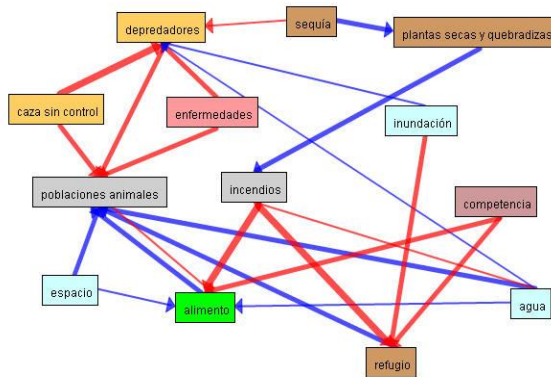 sequía
depredadores
plantas secas y quebradizas
caza sin control
enfermedades
inundación
poblaciones animales
incendios
competencia
espacio
alimento
agua
refugio